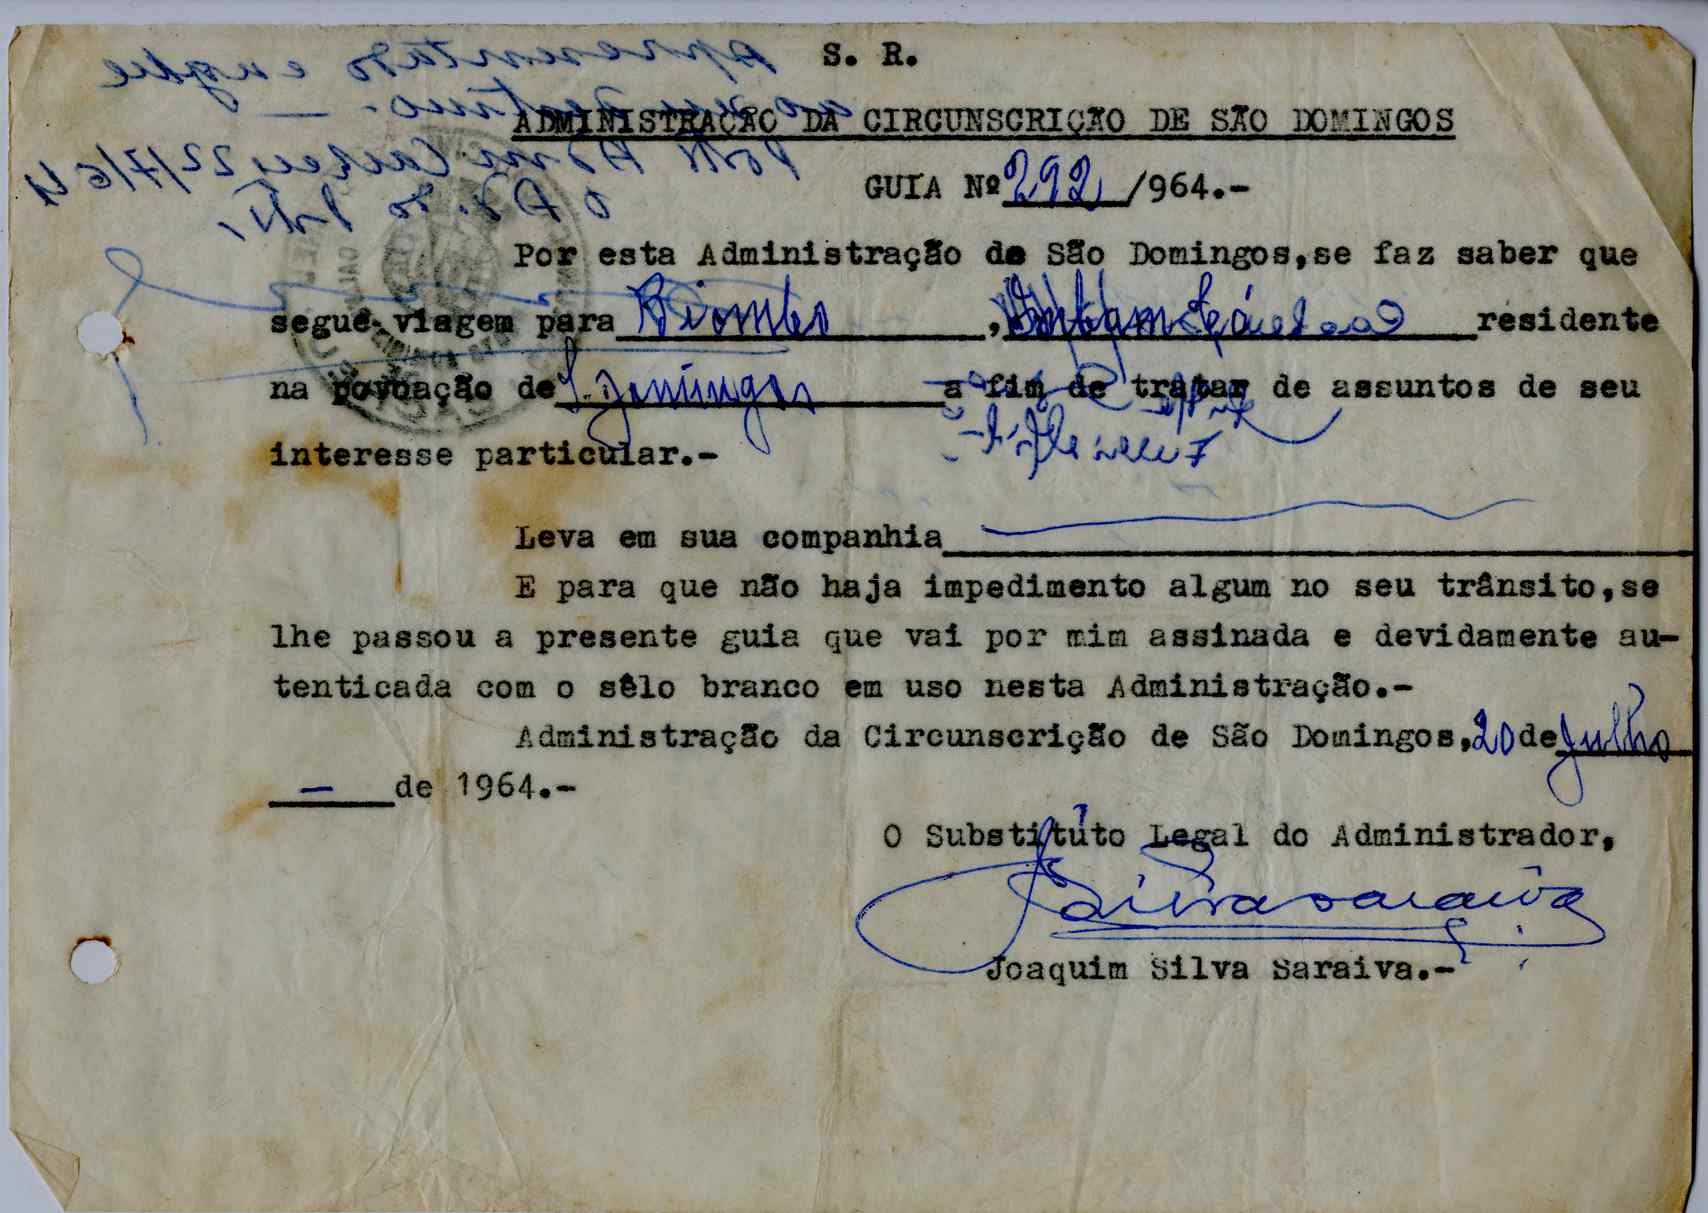 S. R.
ADMINISTRAÇÃO DA CIRCUNSCRIÇÃO DE SÃO DOMINGOS
GUIA Nº 292 /964.-
Por esta Administração de São Domingos,se faz saber que
segue viagem para Biombo , residente
na povoação de S. Domingos a fim de tratar de assuntos de seu
interesse particular.-
Leva em sua companhia
E para que não haja impedimento algum no seu trânsito,se
lhe passou a presente guia que vai por mim assinada e devidamente au-
tenticada com o sêlo branco em uso nesta Administração.-
Administração da Circunscrição de São Domingos,20 de Julho
— de 1964.-
O Substitúto Legal do Administrador,
Joaquim Silva Saraiva.-